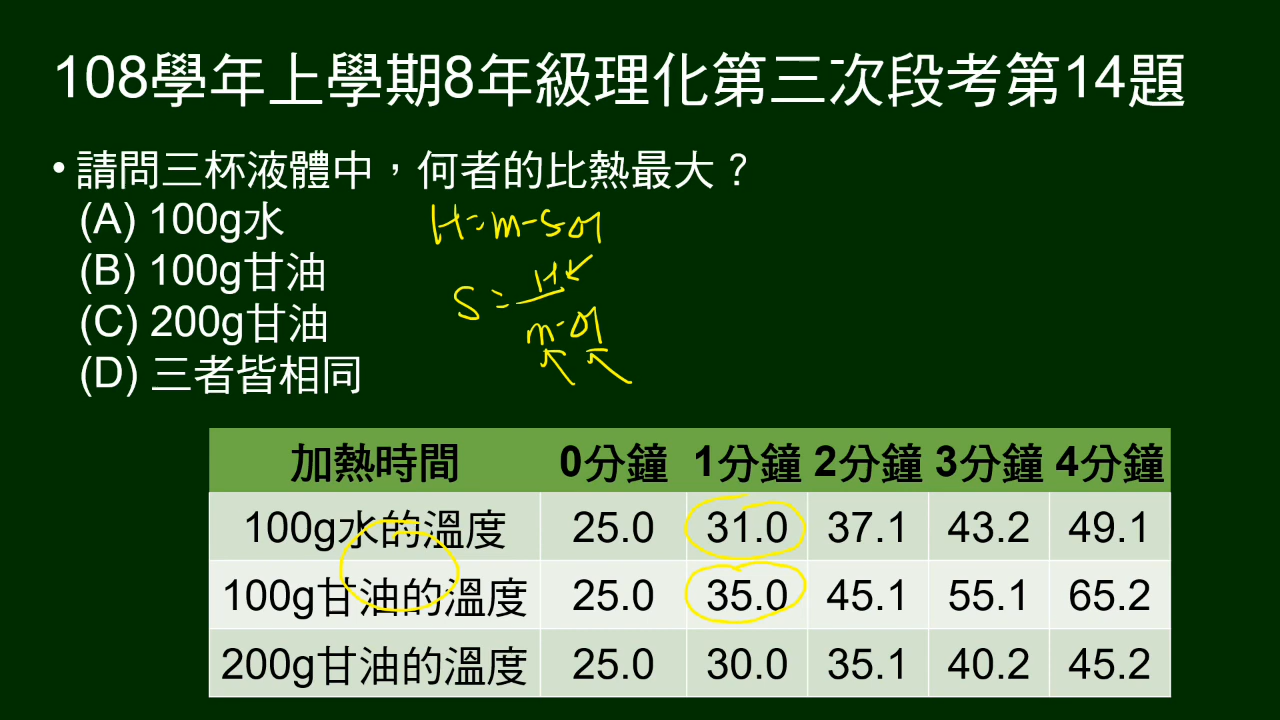 108學年上學期8年級理化第三次段考第14題
•請問三杯液體中，何者的比熱最大？
(A) 100g水
(B) 100g甘油
(C) 200g甘油
(D) 三者皆相同
加熱時間 0分鐘 1分鐘 2分鐘 3分鐘 4分鐘
100g水的溫度 25.0 31.0 37.1 43.2 49.1
100g甘油的溫度 25.0 35.0 45.1 55.1 65.2
200g甘油的溫度 25.0 30.0 35.1 40.2 45.2